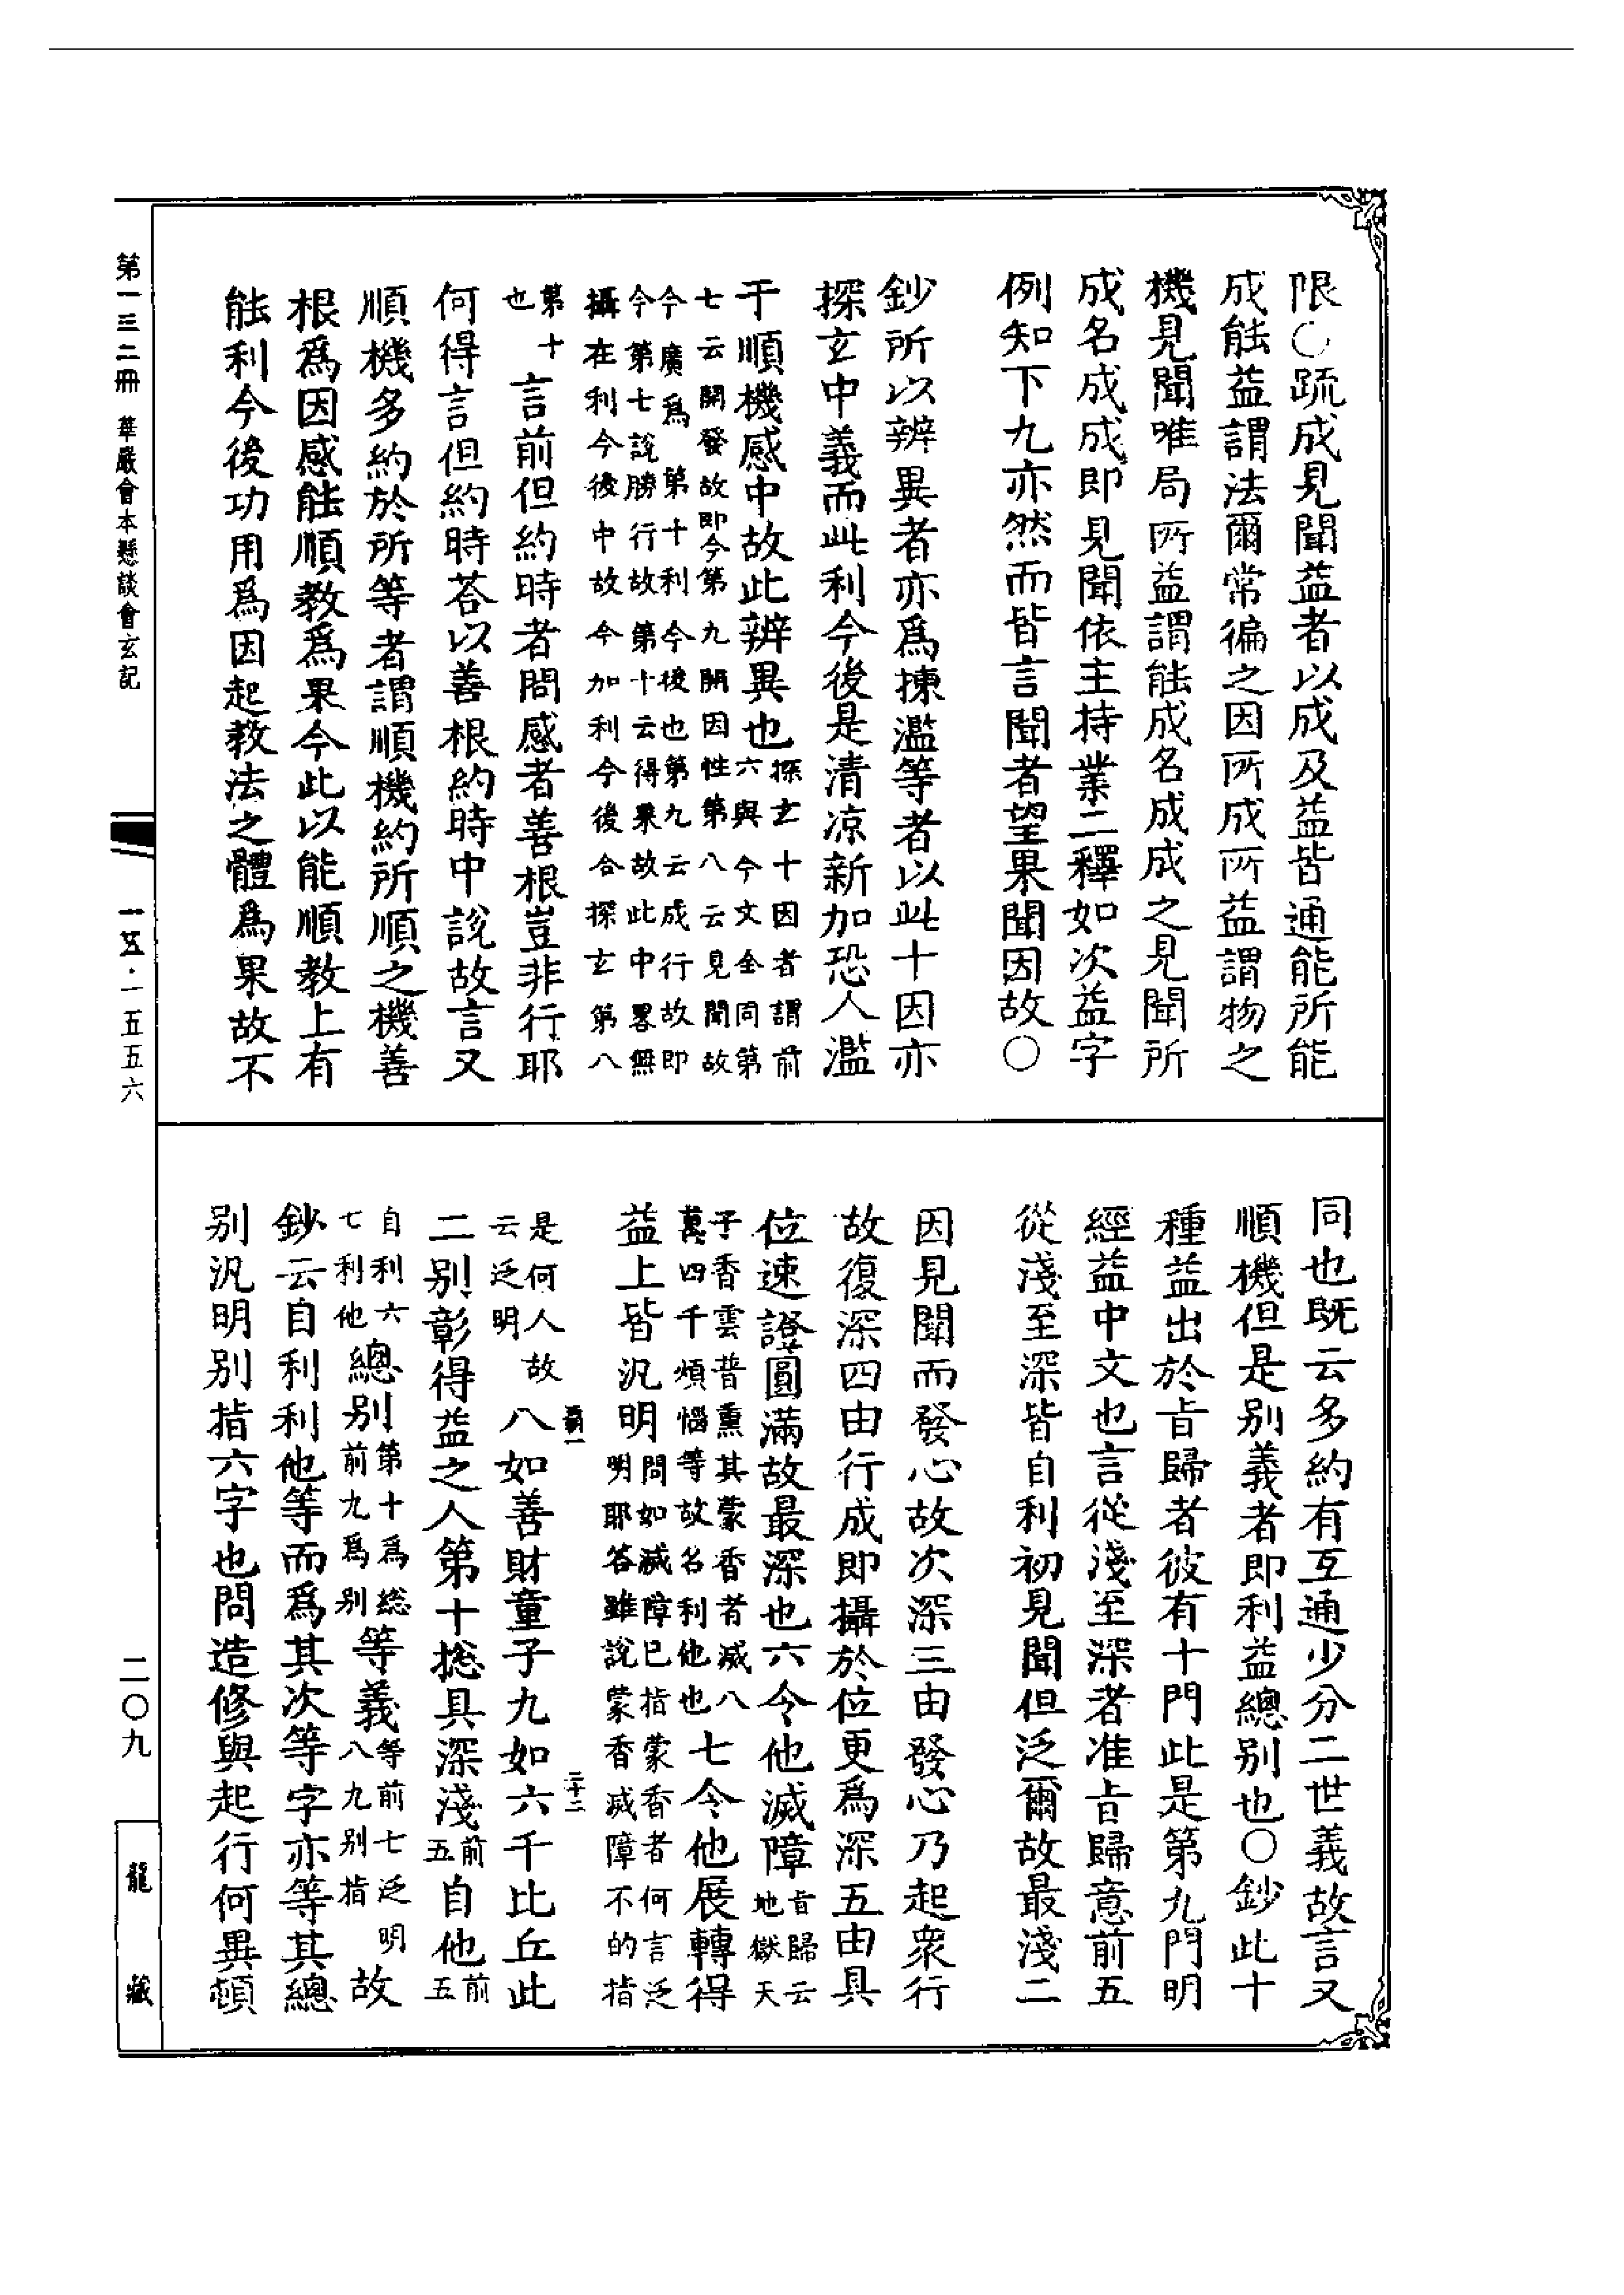 限○疏成見聞益者以成及益皆通能所能
成能益謂法爾常徧之因所成所益謂物之
機見聞唯局所益謂能成名成成之見聞所
成名成成即見聞依主持業二釋如次益字
例知下九亦然而皆言聞者望果聞因故○
鈔所以辨異者亦爲揀濫等者以此十因亦
探玄中義而此利今後是清凉新加恐人濫
于順機感中故此辨異也探玄十因者謂前
六與今文全同第
七云開發故即今第九開因性第八云見聞故
今廣爲第十利今後也第九云成行故即
今第七說勝行故第十云得果故此中畧無
攝在利今後中故今加利今後合探玄第八
第十
也言前但約時者問感者善根豈非行耶
何得言但約時荅以善根約時中說故言又
順機多約於所等者謂順機約所順之機善
根爲因感能順教爲果今此以能順教上有
能利今後功用爲因起教法之體爲果故不
同也既云多約有互通少分二世義故言又
順機但是別義者即利益總別也○鈔此十
種益出於㫖歸者彼有十門此是第九門明
經益中文也言從淺至深者准㫖歸意前五
從淺至深皆自利初見聞但泛爾故最淺二
因見聞而發心故次深三由發心乃起衆行
故復深四由行成即攝於位更爲深五由具
位速證圓滿故最深也六令他滅障㫖歸云
地獄天
子香雲普熏其蒙香者滅八
萬四千煩惱等故名利他也七令他展轉得
益上皆汎明問如滅障已指蒙香者何言泛
明耶荅雖說蒙香滅障不的指
是何人故
云泛明八如善財童子九如六千比丘此
二別彰得益之人第十捴具深淺前
五自他前
五
自利六
七利他總別第十爲総
前九爲別等義等前七泛明
八九別指故
鈔云自利利他等而爲其次等字亦等其總
別汎明別指六字也問造修與起行何異頓
第一三二冊 華嚴會本懸談會玄記
一五·一五五六
二〇九
龍藏